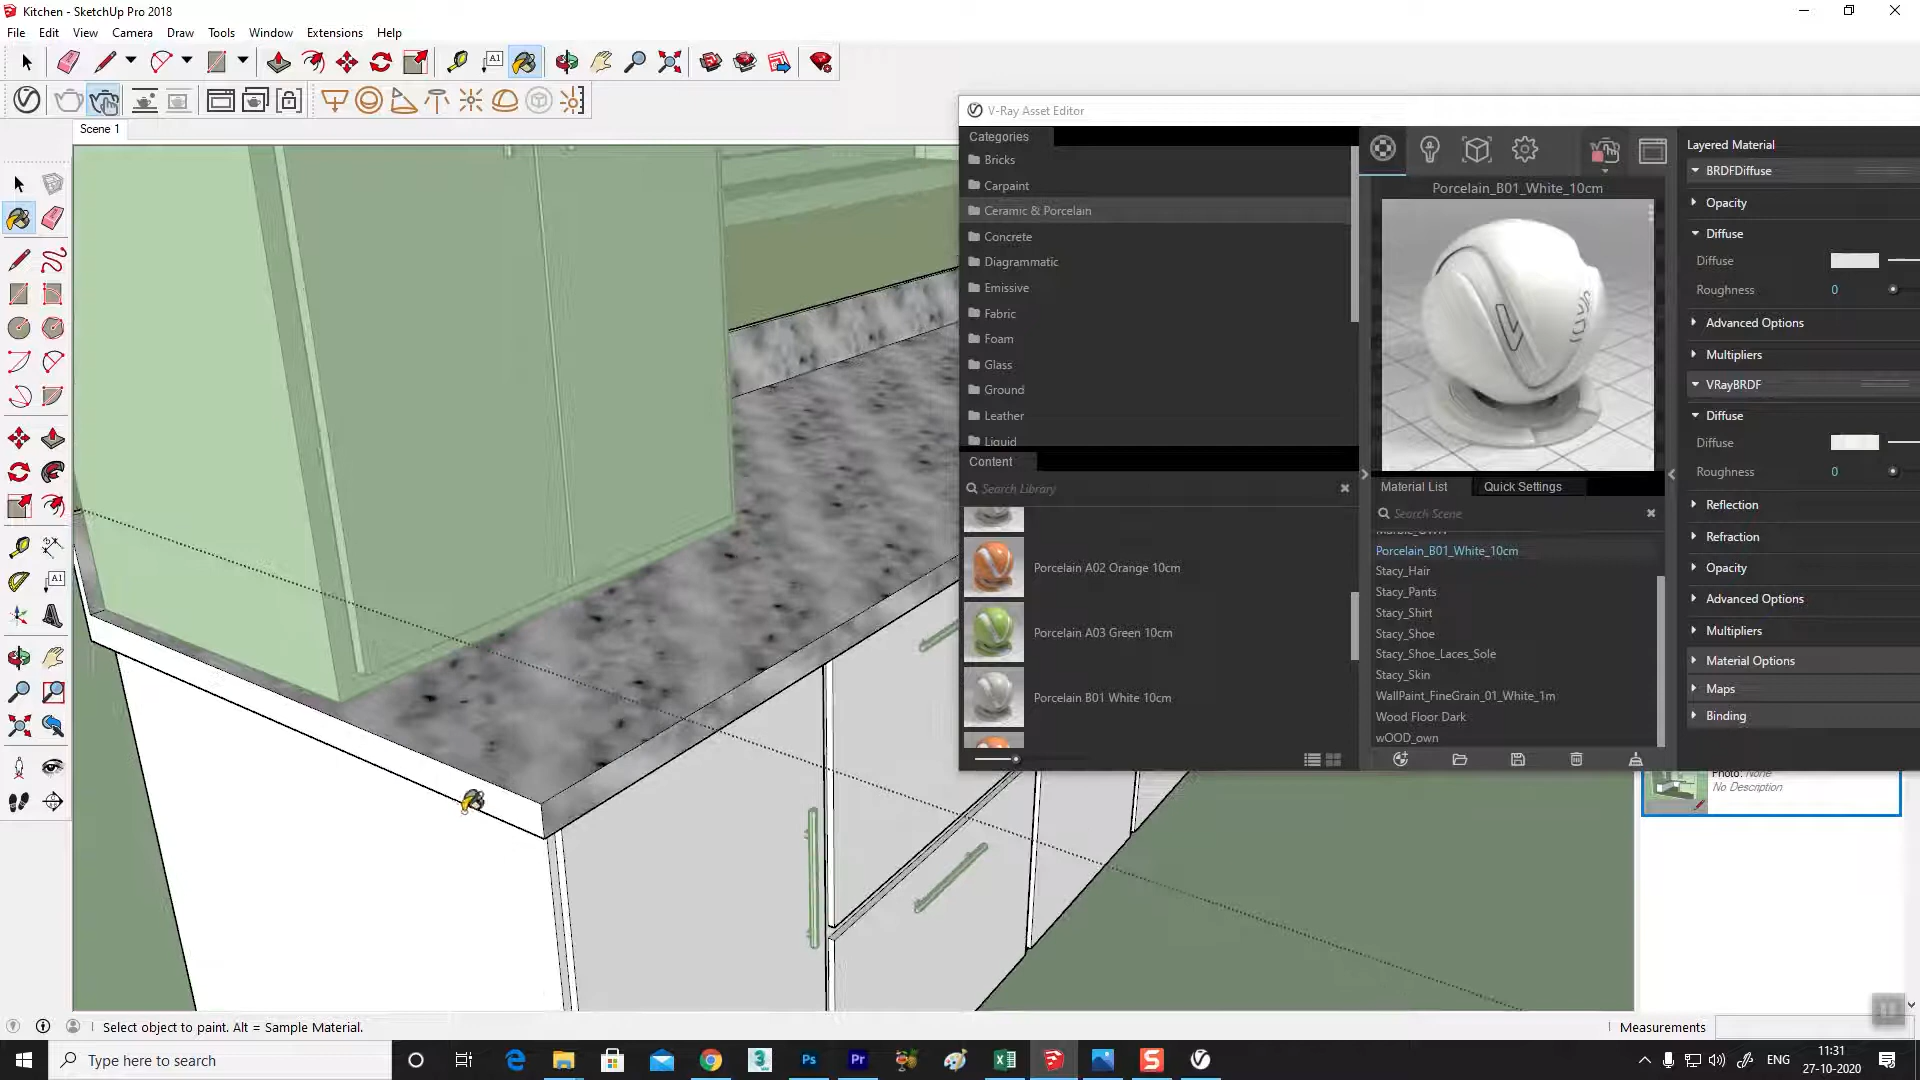 Kitchen - SketchUp Pro 2018
File Edit View Camera Draw Tools Window Extensions Help
Scene 1
V-Ray Asset Editor
Categories
Bricks
Carpaint
Ceramic & Porcelain
Concrete
Diagrammatic
Emissive
Fabric
Foam
Glass
Ground
Leather
Liquid
Content
Search Library
Porcelain A02 Orange 10cm
Porcelain A03 Green 10cm
Porcelain B01 White 10cm
Porcelain_B01_White_10cm
Material List Quick Settings
Search Scene
Marble_OWN
Porcelain_B01_White_10cm
Stacy_Hair
Stacy_Pants
Stacy_Shirt
Stacy_Shoe
Stacy_Shoe_Laces_Sole
Stacy_Skin
WallPaint_FineGrain_01_White_1m
Wood Floor Dark
wOOD_own
Layered Material
BRDFDiffuse
Opacity
Diffuse
Diffuse
Roughness 0
Advanced Options
Multipliers
VRayBRDF
Diffuse
Diffuse
Roughness 0
Reflection
Refraction
Opacity
Advanced Options
Multipliers
Material Options
Maps
Binding
Photo: None
No Description
Select object to paint. Alt = Sample Material.
Measurements
Type here to search
ENG
11:31
27-10-2020